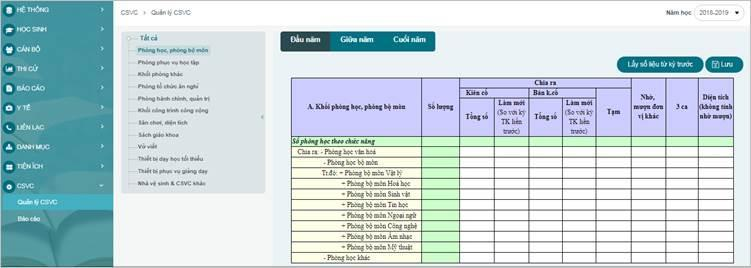 HỆ THỐNG
HỌC SINH
CÁN BỘ
THI CỬ
BÁO CÁO
Y TẾ
LIÊN LẠC
DANH MỤC
TIỆN ÍCH
CSVC
Quản lý CSVC
Báo cáo
CSVC > Quản lý CSVC
Năm học 2018-2019
Tất cả
Phòng học, phòng bộ môn
Phòng phục vụ học tập
Khối phòng khác
Phòng tổ chức ăn nghỉ
Phòng hành chính, quản trị
Khối công trình công cộng
Sân chơi, diện tích
Sách giáo khoa
Vở viết
Thiết bị dạy học tối thiểu
Thiết bị phục vụ giảng dạy
Nhà vệ sinh & CSVC khác
Đầu năm
Giữa năm
Cuối năm
Lấy số liệu từ kỳ trước
Lưu
A. Khối phòng học, phòng bộ môn
Số lượng
Chia ra
Kiên cố
Bán k.cố
Tổng số
Làm mới
(So với kỳ
TK liền
trước)
Tổng số
Làm mới
(So với kỳ
TK liền
trước)
Tạm
Nhờ,
mượn đơn
vị khác
3 ca
Diện tích
(không tính
nhờ mượn)
Số phòng học theo chức năng
Chia ra: - Phòng học văn hoá
- Phòng học bộ môn
Tr.đó: + Phòng bộ môn Vật lý
+ Phòng bộ môn Hoá học
+ Phòng bộ môn Sinh vật
+ Phòng bộ môn Tin học
+ Phòng bộ môn Ngoại ngữ
+ Phòng bộ môn Công nghệ
+ Phòng bộ môn Âm nhạc
+ Phòng bộ môn Mỹ thuật
- Phòng học khác